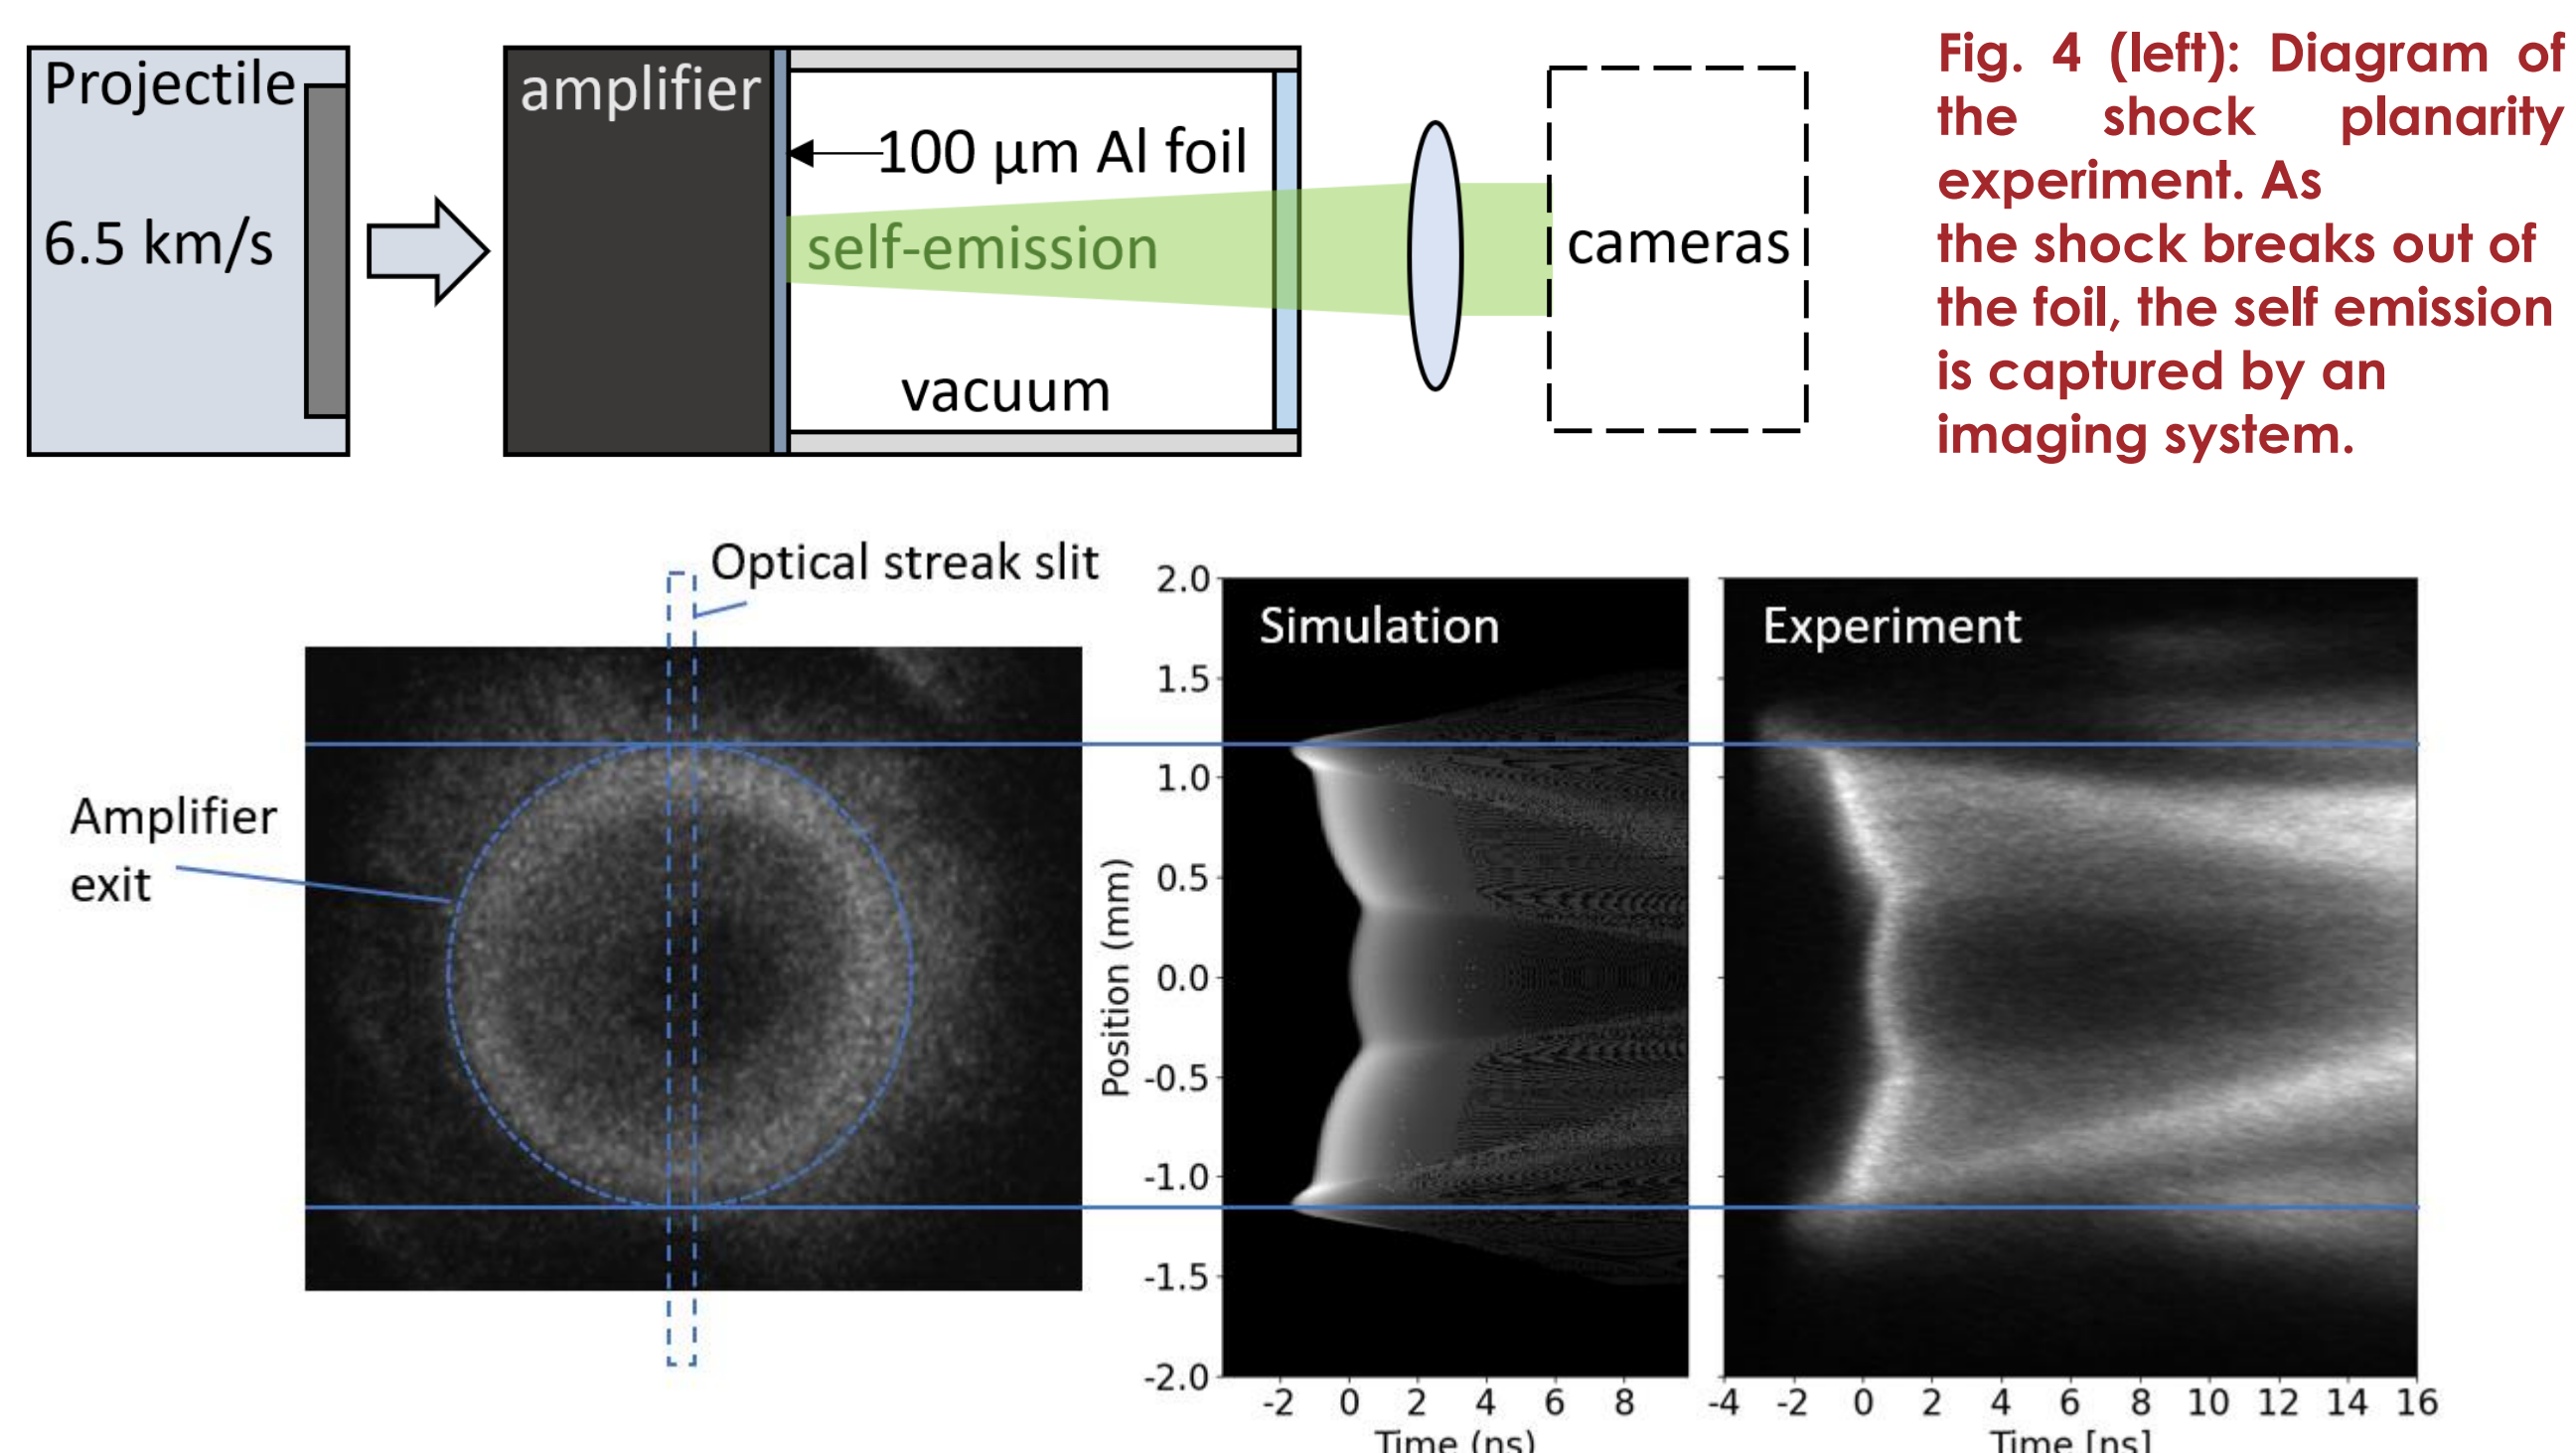 Projectile
6.5 km/s
amplifier
100 µm Al foil
self-emission
vacuum
cameras
Fig. 4 (left): Diagram of
the shock planarity
experiment. As
the shock breaks out of
the foil, the self emission
is captured by an
imaging system.
Optical streak slit
Amplifier
exit
Simulation
Experiment
Position (mm)
2.0
1.5
1.0
0.5
0.0
-0.5
-1.0
-1.5
-2.0
-2 0 2 4 6 8
Time (ns)
-4 -2 0 2 4 6 8 10 12 14 16
Time [ns]